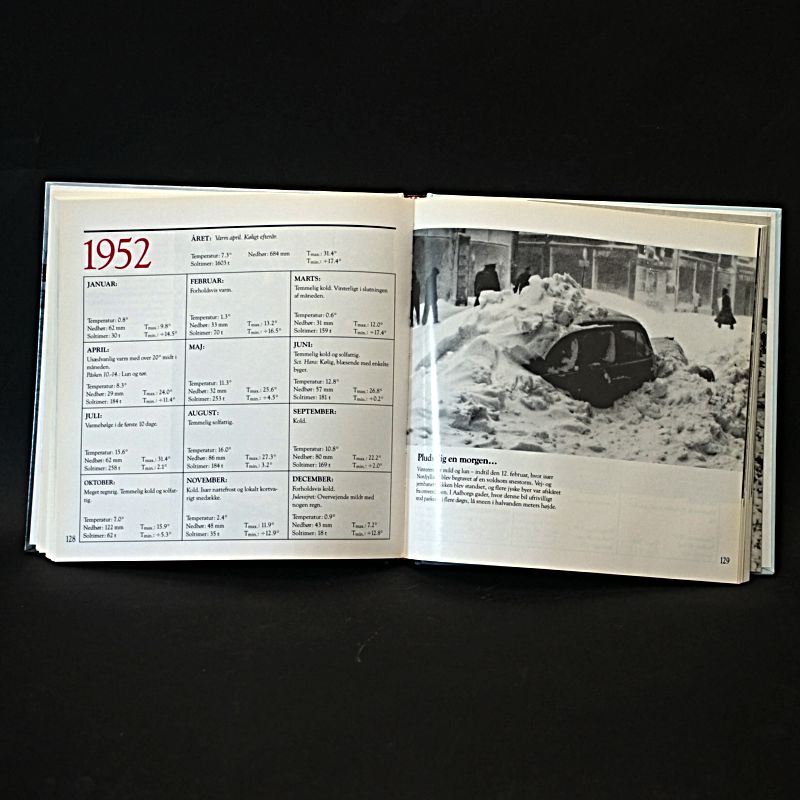 1952
ÅRET: Varm april. Køligt efterår.
Temperatur: 7.3° Nedbør: 684 mm Tmax.: 31.4°
Soltimer: 1603 t Tmin.: ÷17.4°
JANUAR:
Temperatur: 0.8°
Nedbør: 62 mm Tmax.: 9.8°
Soltimer: 30 t Tmin.: ÷14.5°
FEBRUAR:
Forholdsvis varm.
Temperatur: 1.3°
Nedbør: 33 mm Tmax.: 13.2°
Soltimer: 70 t Tmin.: ÷16.5°
MARTS:
Temmelig kold. Vinterligt i slutningen
af måneden.
Temperatur: 0.6°
Nedbør: 31 mm Tmax.: 12.0°
Soltimer: 159 t Tmin.: ÷17.4°
APRIL:
Usædvanlig varm med over 20° midt i
måneden.
Påsken 10.-14.: Lun og tør.
Temperatur: 8.3°
Nedbør: 29 mm Tmax.: 24.0°
Soltimer: 184 t Tmin.: ÷11.4°
MAJ:
Temperatur: 11.3°
Nedbør: 32 mm Tmax.: 25.6°
Soltimer: 253 t Tmin.: ÷4.5°
JUNI:
Temmelig kold og solfattig.
Sct. Hans: Kølig, blæsende med enkelte
byger.
Temperatur: 12.8°
Nedbør: 57 mm Tmax.: 26.8°
Soltimer: 181 t Tmin.: ÷0.2°
JULI:
Varmebølge i de første 10 dage.
Temperatur: 15.6°
Nedbør: 62 mm Tmax.: 31.4°
Soltimer: 258 t Tmin.: 2.1°
AUGUST:
Temmelig solfattig.
Temperatur: 16.0°
Nedbør: 86 mm Tmax.: 27.3°
Soltimer: 184 t Tmin.: 3.2°
SEPTEMBER:
Kold.
Temperatur: 10.8°
Nedbør: 80 mm Tmax.: 22.2°
Soltimer: 169 t Tmin.: ÷2.0°
OKTOBER:
Meget regnrig. Temmelig kold og solfat-
tig.
Temperatur: 7.0°
Nedbør: 122 mm Tmax.: 15.9°
Soltimer: 62 t Tmin.: ÷5.3°
NOVEMBER:
Kold. Især nattefrost og lokalt kortva-
rigt snedække.
Temperatur: 2.4°
Nedbør: 48 mm Tmax.: 11.9°
Soltimer: 35 t Tmin.: ÷12.9°
DECEMBER:
Forholdsvis kold.
Julevejret: Overvejende mildt med
nogen regn.
Temperatur: 0.9°
Nedbør: 43 mm Tmax.: 7.2°
Soltimer: 18 t Tmin.: ÷12.8°
128
en morgen...
mild og lun – indtil den 12. februar, hvor især
blev begravet af en voldsom snestorm. Vej- og
blev standset, og flere jyske byer var afskåret
I Aalborgs gader, hvor denne bil ufrivilligt
i flere døgn, lå sneen i halvanden meters højde.
129